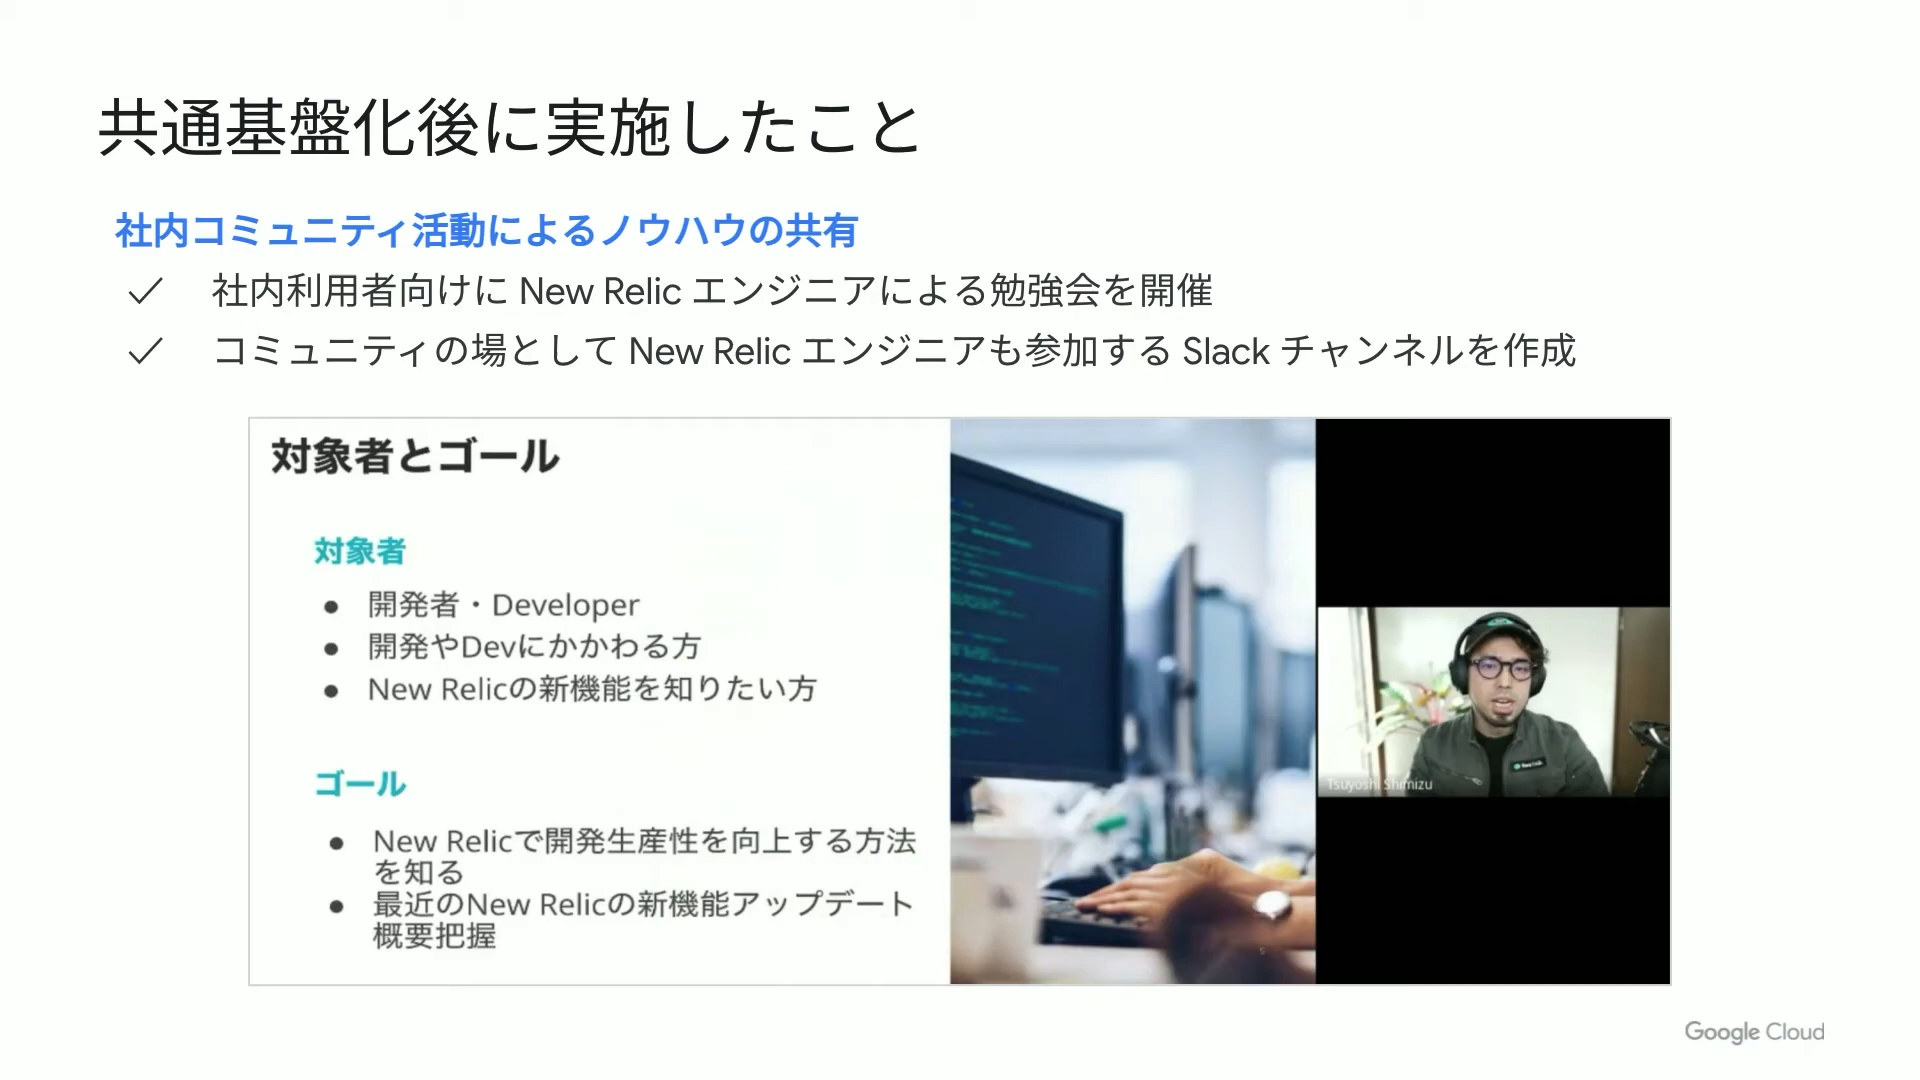 共通基盤化後に実施したこと
社内コミュニティ活動によるノウハウの共有
✓ 社内利用者向けに New Relic エンジニアによる勉強会を開催
✓ コミュニティの場として New Relic エンジニアも参加する Slack チャンネルを作成
対象者とゴール
対象者
● 開発者・Developer
● 開発やDevにかかわる方
● New Relicの新機能を知りたい方
ゴール
● New Relicで開発生産性を向上する方法
を知る
● 最近のNew Relicの新機能アップデート
概要把握
Tsuyoshi Shimizu
Google Cloud